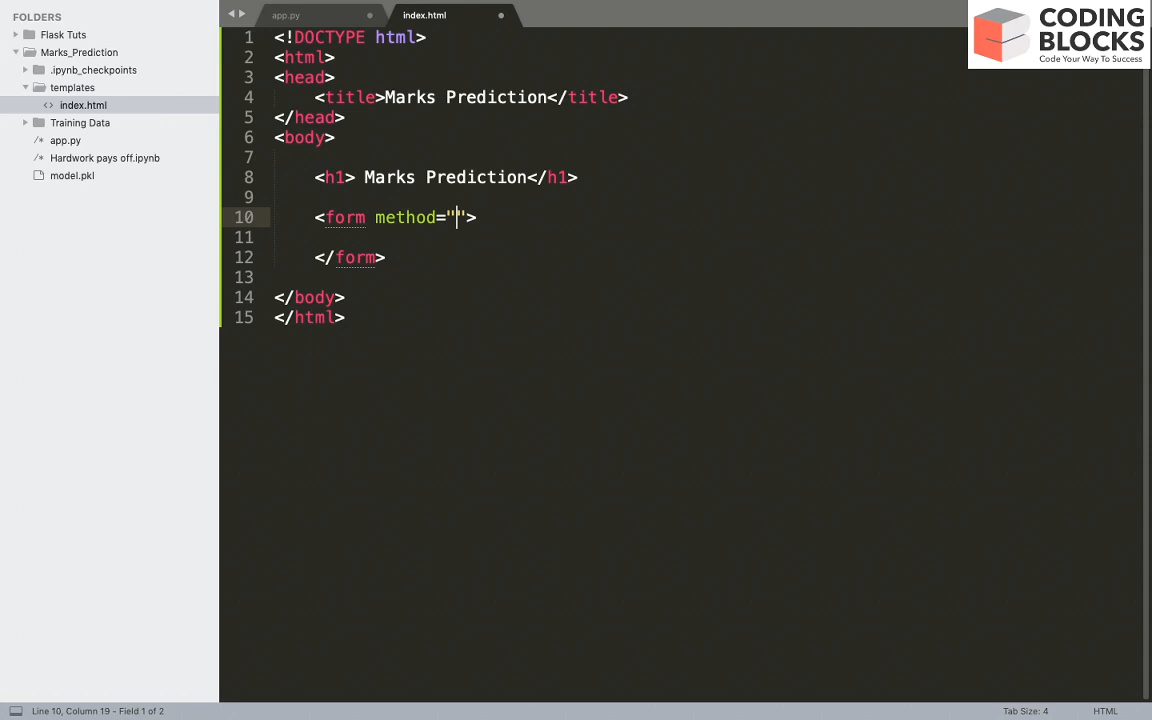 FOLDERS
Flask Tuts
Marks_Prediction
.ipynb_checkpoints
templates
<> index.html
Training Data
/* app.py
/* Hardwork pays off.ipynb
model.pkl
app.py
index.html
CODING
BLOCKS
Code Your Way To Success
1 <!DOCTYPE html>
2 <html>
3 <head>
4 <title>Marks Prediction</title>
5 </head>
6 <body>
7
8 <h1> Marks Prediction</h1>
9
10 <form method="">
11
12 </form>
13
14 </body>
15 </html>
Line 10, Column 19 - Field 1 of 2
Tab Size: 4
HTML